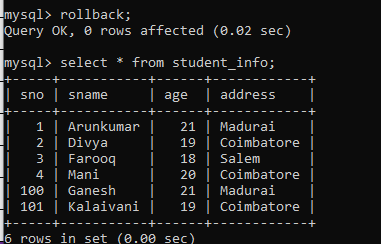 mysql> rollback;
Query OK, 0 rows affected (0.02 sec)
mysql> select * from student_info;
+-----+-----------+-----+------------+
| sno | sname     | age | address    |
+-----+-----------+-----+------------+
|   1 | Arunkumar |  21 | Madurai    |
|   2 | Divya     |  19 | Coimbatore |
|   3 | Farooq    |  18 | Salem      |
|   4 | Mani      |  20 | Coimbatore |
| 100 | Ganesh    |  21 | Madurai    |
| 101 | Kalaivani |  19 | Coimbatore |
+-----+-----------+-----+------------+
6 rows in set (0.00 sec)